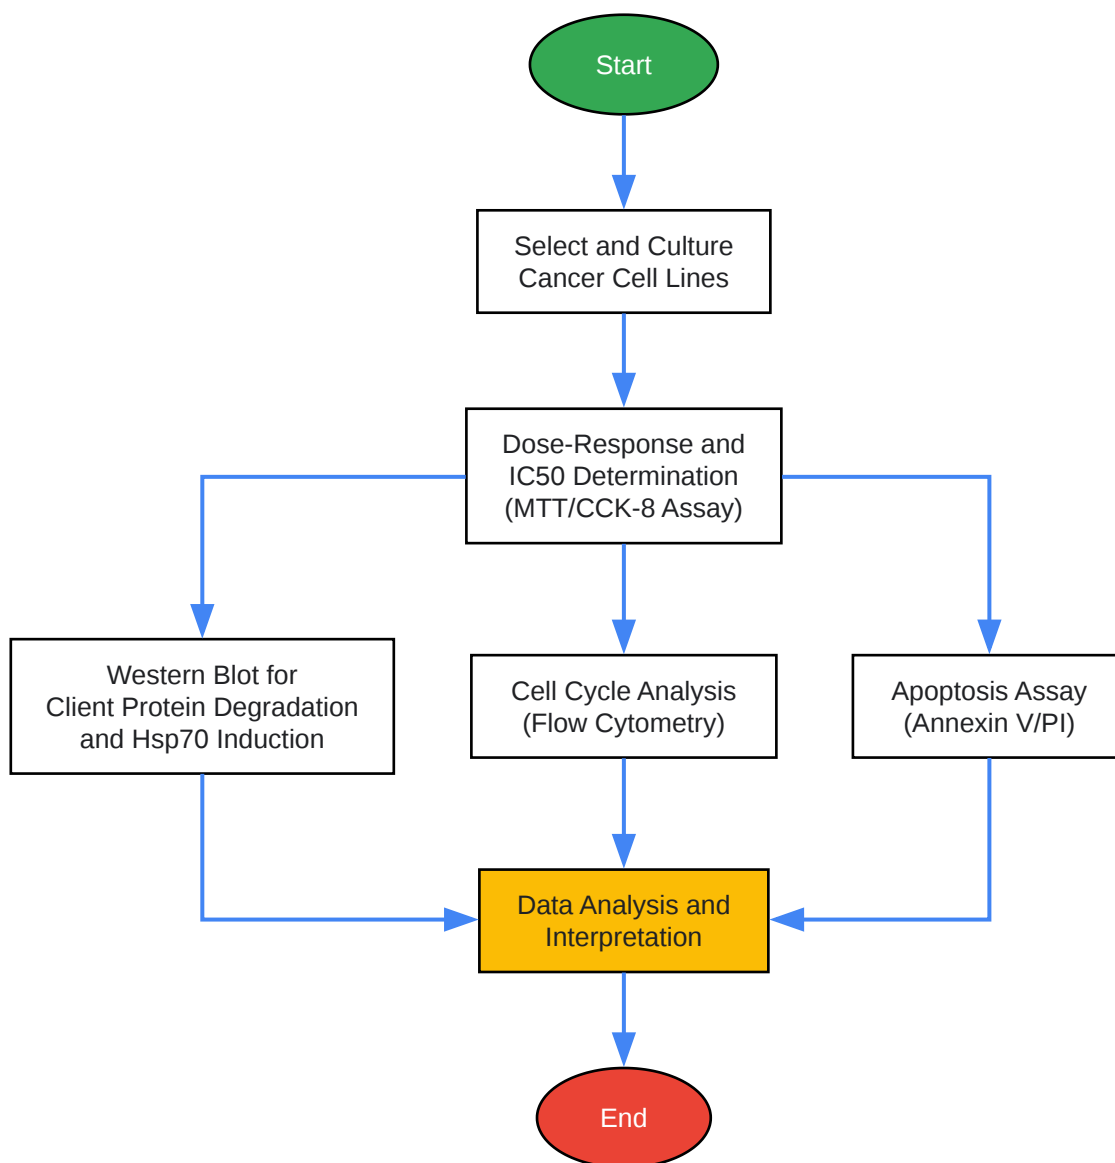 Start
Select and Culture
Cancer Cell Lines
Dose-Response and
IC50 Determination
(MTT/CCK-8 Assay)
Western Blot for
Client Protein Degradation
and Hsp70 Induction
Cell Cycle Analysis
(Flow Cytometry)
Apoptosis Assay
(Annexin V/PI)
Data Analysis and
Interpretation
End